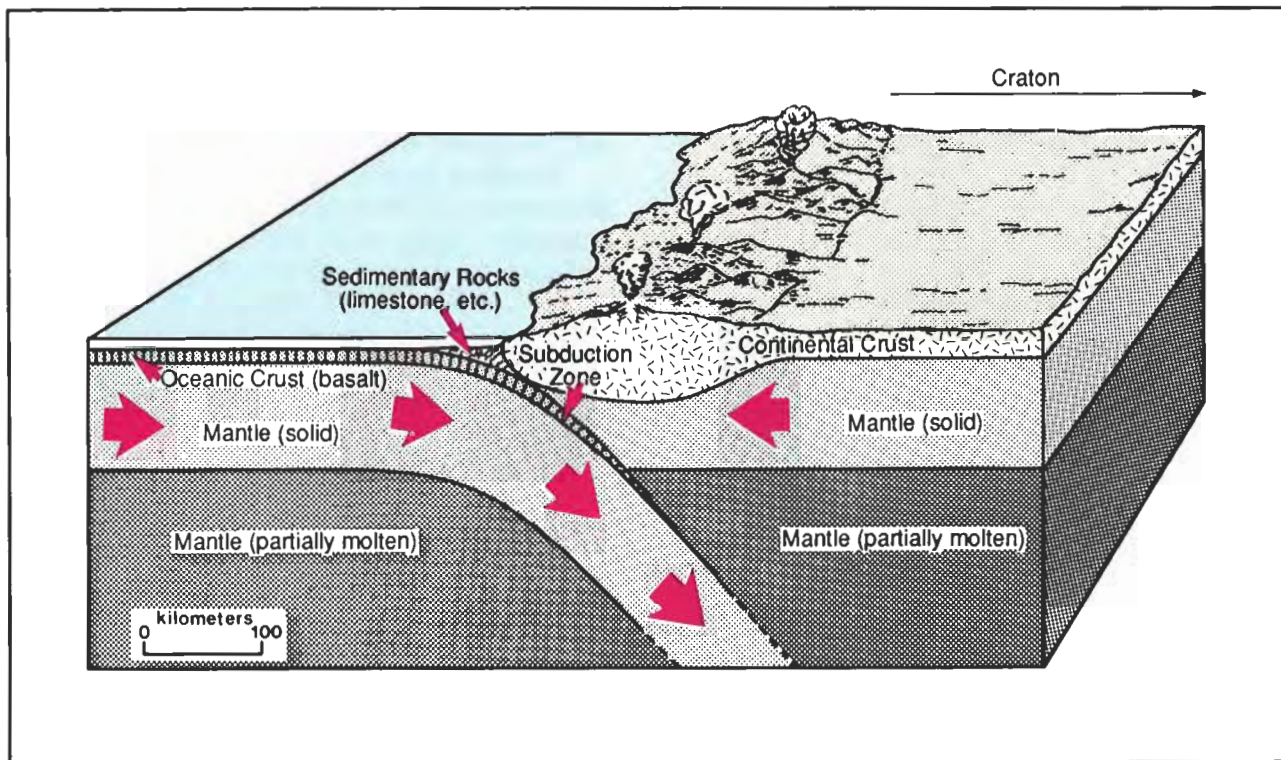 Craton
Sedimentary Rocks
(limestone, etc.)
Subduction
Zone
Continental Crust
Oceanic Crust (basalt)
Mantle (solid)
Mantle (solid)
Mantle (partially molten)
Mantle (partially molten)
kilometers
0 100